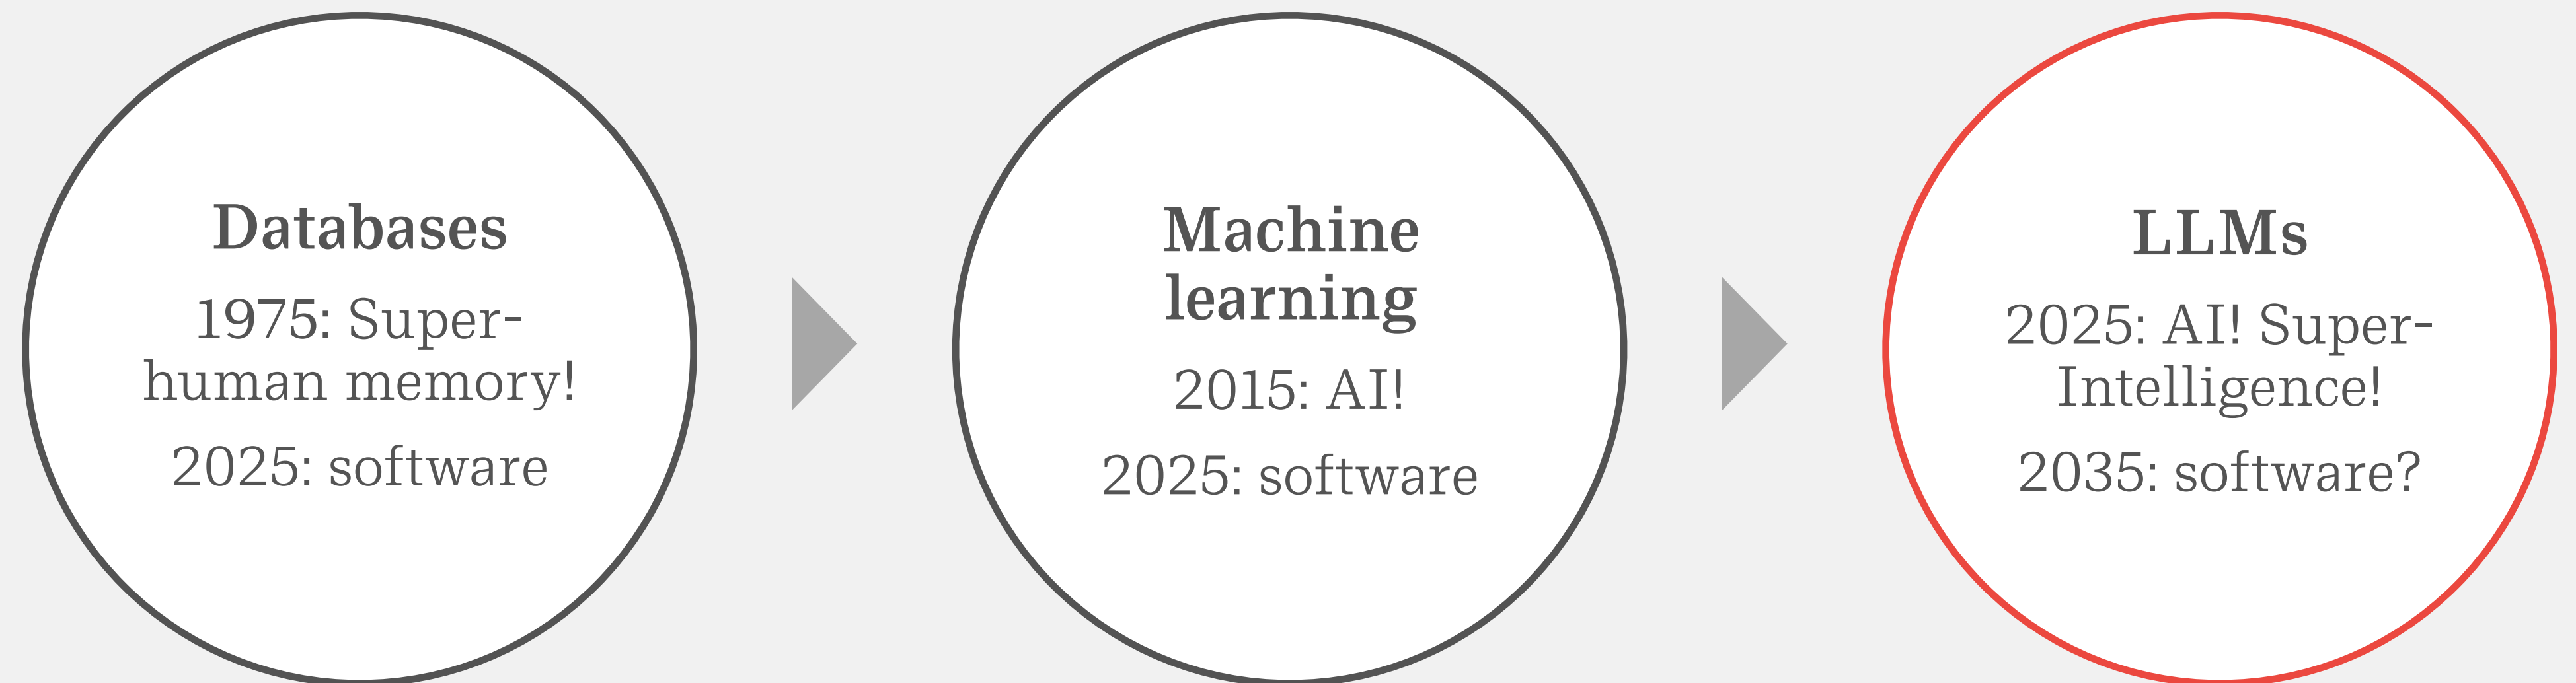 Databases
1975: Super-
human memory!
2025: software
Machine
learning
2015: AI!
2025: software
LLMs
2025: AI! Super-
Intelligence!
2035: software?